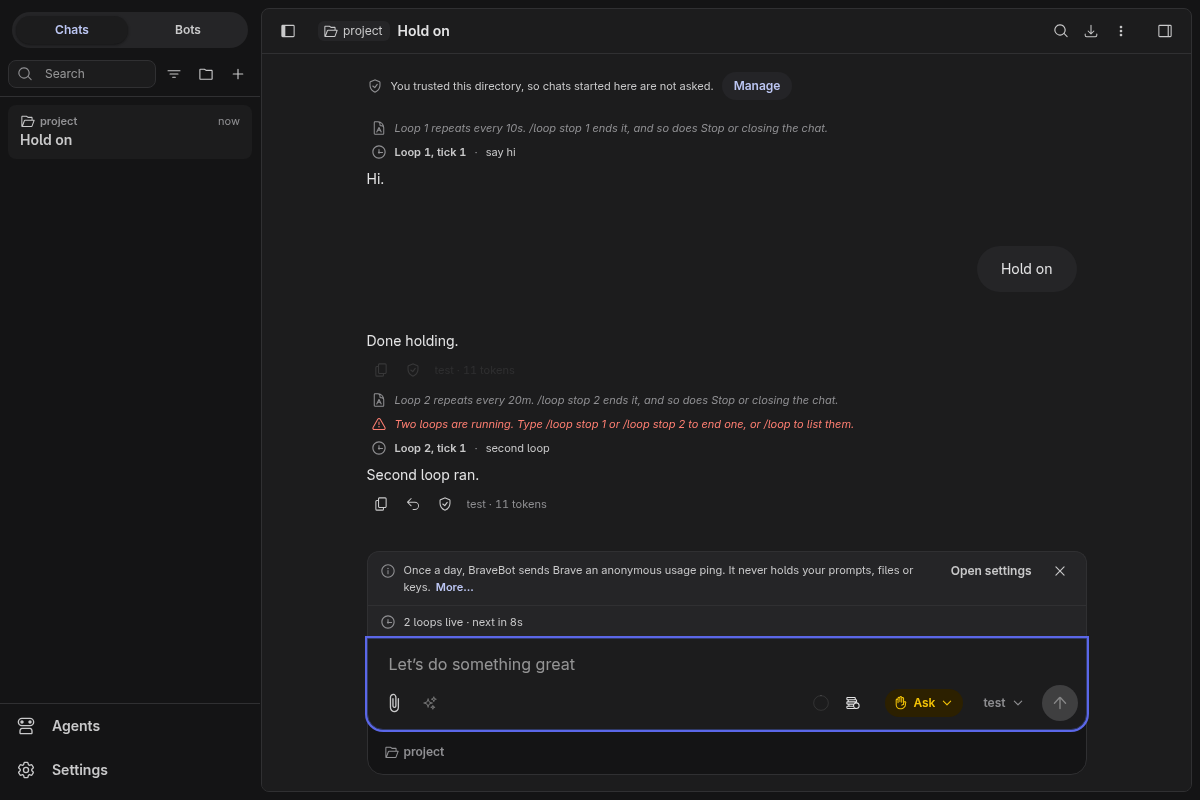 Chats
Bots
Search
project
now
Hold on
Agents
Settings
project
Hold on
You trusted this directory, so chats started here are not asked.
Manage
Loop 1 repeats every 10s. /loop stop 1 ends it, and so does Stop or closing the chat.
Loop 1, tick 1 · say hi
Hi.
Hold on
Done holding.
test · 11 tokens
Loop 2 repeats every 20m. /loop stop 2 ends it, and so does Stop or closing the chat.
Two loops are running. Type /loop stop 1 or /loop stop 2 to end one, or /loop to list them.
Loop 2, tick 1 · second loop
Second loop ran.
test · 11 tokens
Once a day, BraveBot sends Brave an anonymous usage ping. It never holds your prompts, files or
keys. More...
Open settings
2 loops live · next in 8s
Let's do something great
Ask
test
project